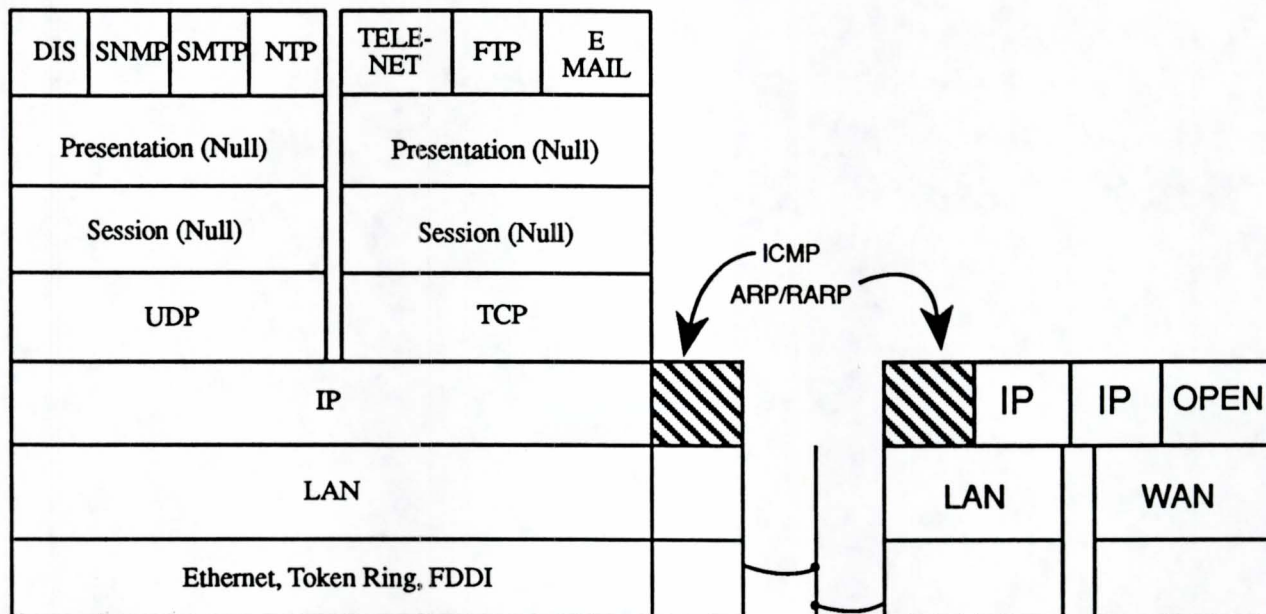 DIS SNMP SMTP NTP TELE-
NET FTP E
MAIL
Presentation (Null) Presentation (Null)
Session (Null) Session (Null)
ICMP
ARP/RARP
UDP TCP
IP IP IP OPEN
LAN LAN WAN
Ethernet, Token Ring, FDDI